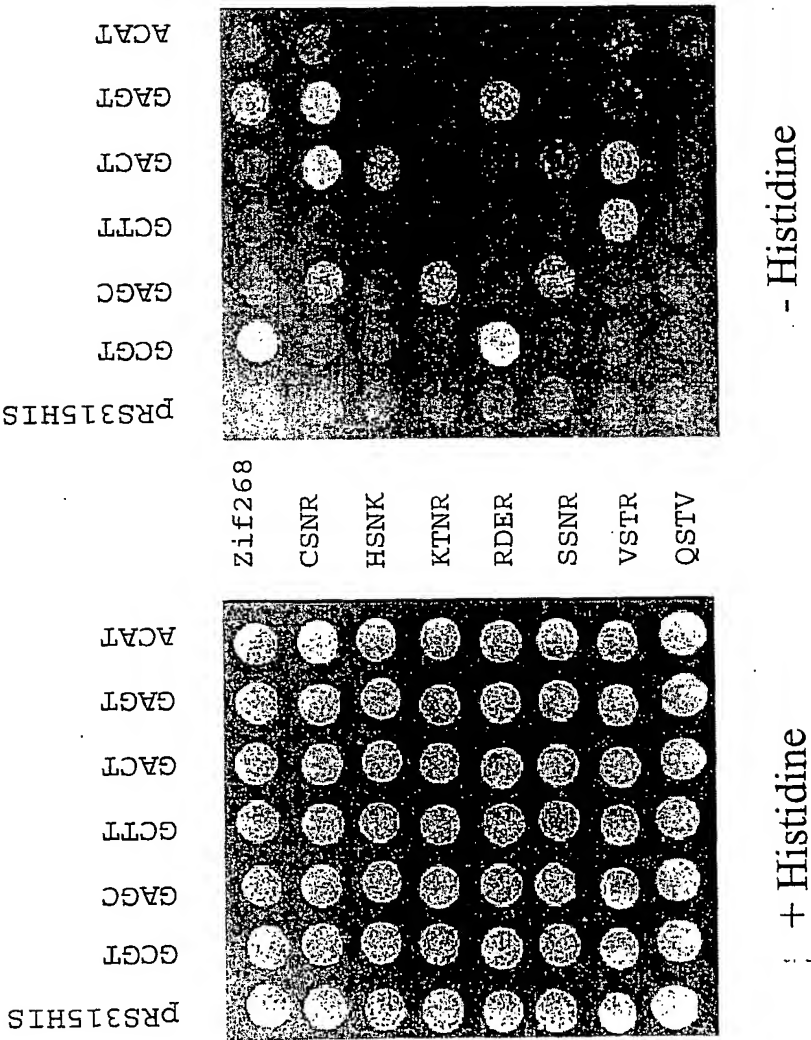 ACAT
GAGT
GACT
GCTT
GAGC
GCGT
pRS315HIS
- Histidine
Zif268
CSNR
HSNK
KTNR
RDER
SSNR
VSTR
QSTV
ACAT
GAGT
GACT
GCTT
GAGC
GCGT
pRS315HIS
+ Histidine